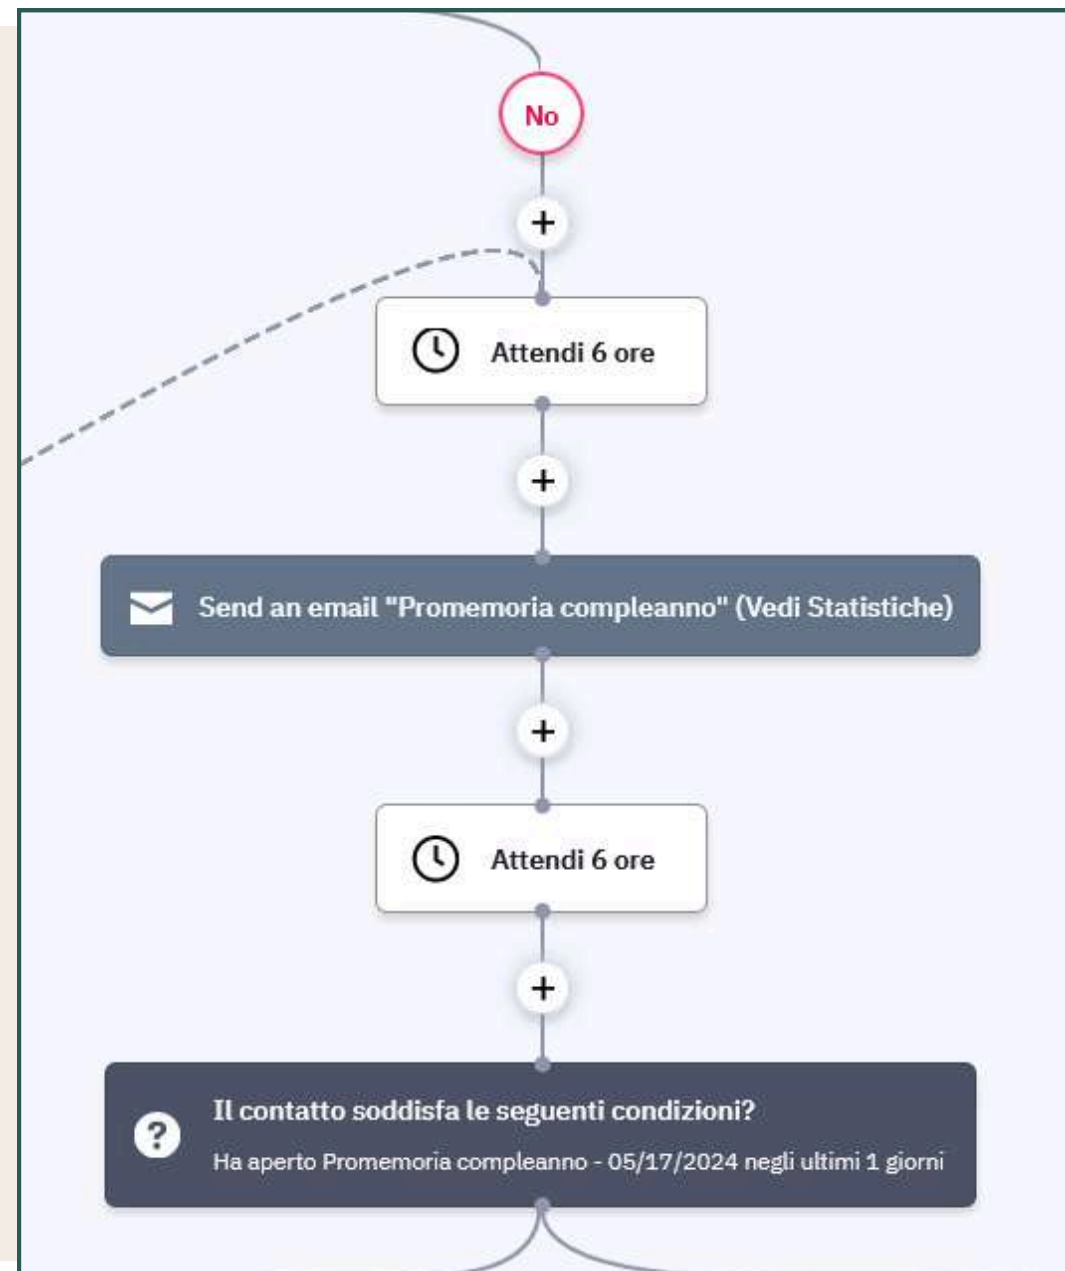 No
+
Attendi 6 ore
+
Send an email "Promemoria compleanno" (Vedi Statistiche)
+
Attendi 6 ore
+
Il contatto soddisfa le seguenti condizioni?
Ha aperto Promemoria compleanno - 05/17/2024 negli ultimi 1 giorni